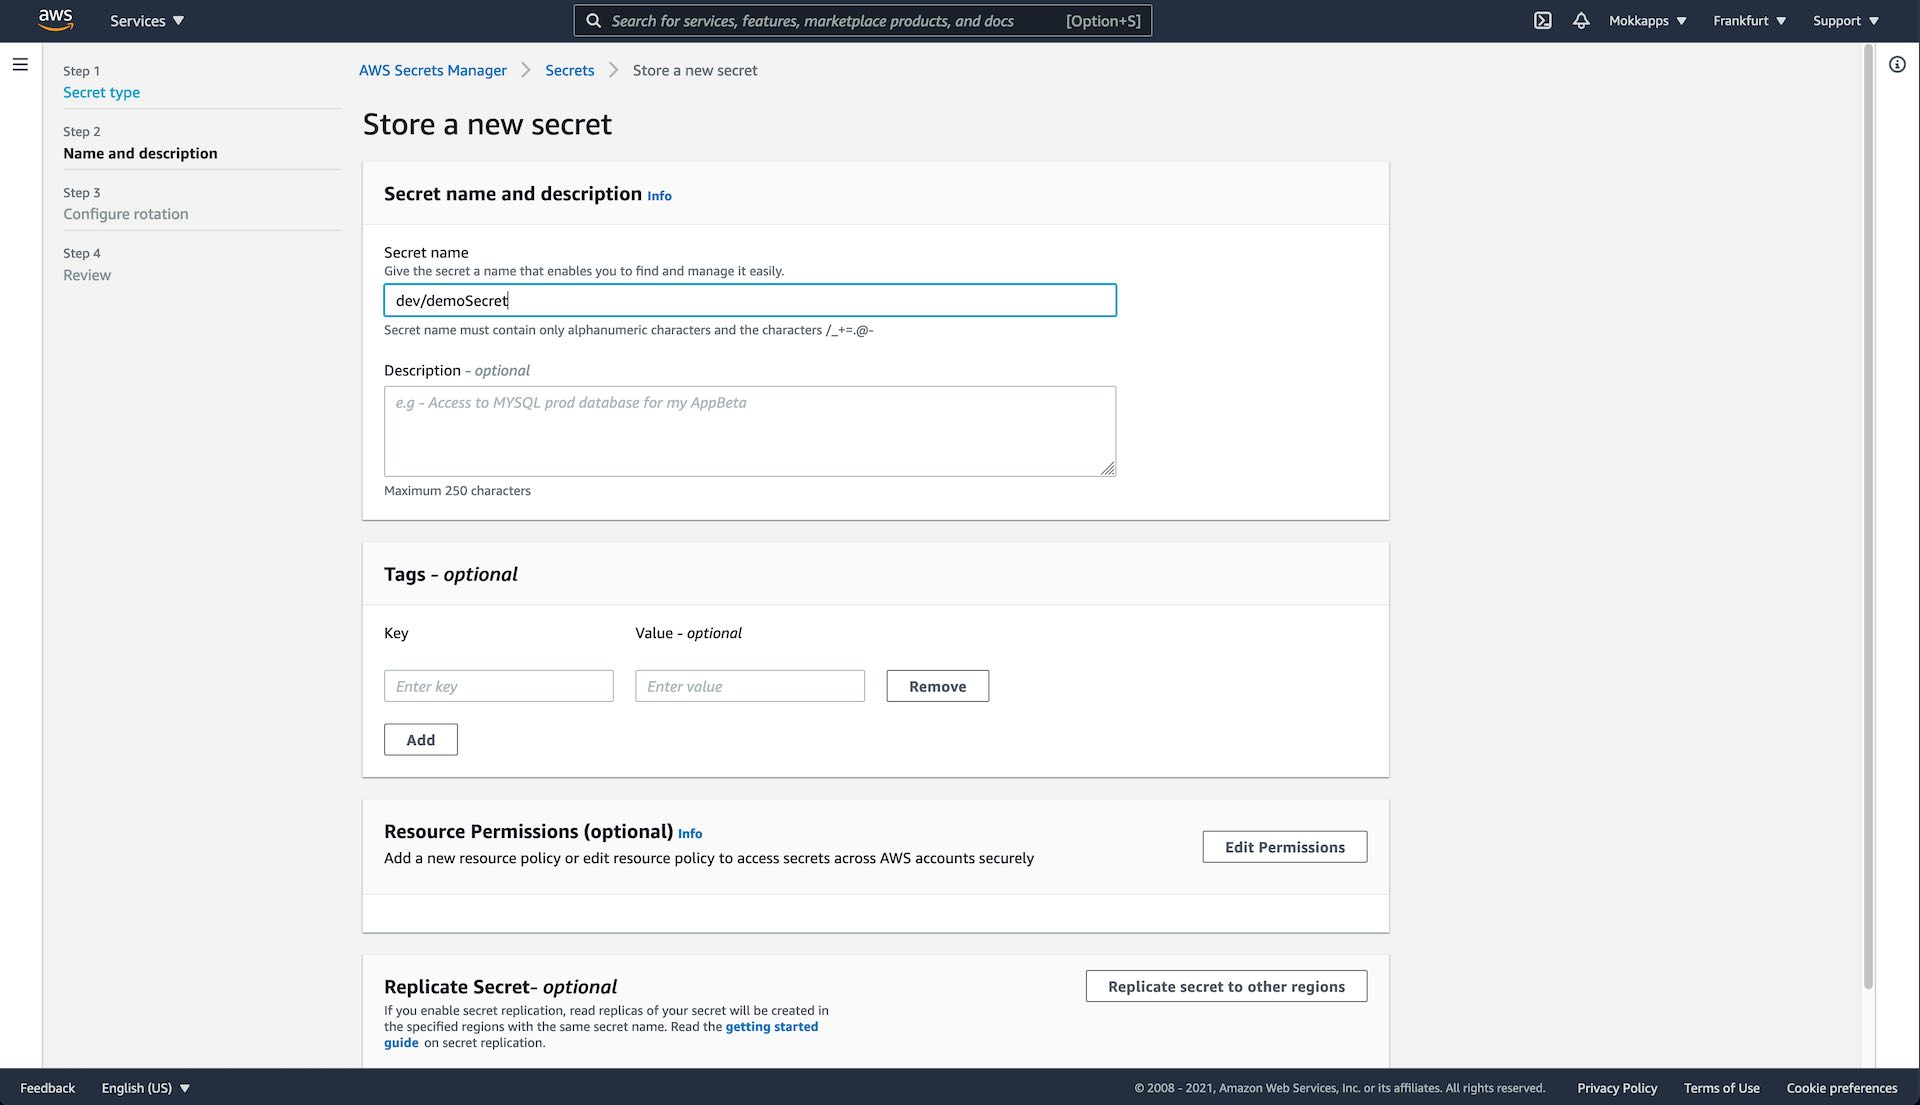 aws
Services
Search for services, features, marketplace products, and docs [Option+S]
Mokkapps
Frankfurt
Support
Step 1
Secret type
Step 2
Name and description
Step 3
Configure rotation
Step 4
Review
AWS Secrets Manager
Secrets
Store a new secret
Store a new secret
Secret name and description Info
Secret name
Give the secret a name that enables you to find and manage it easily.
dev/demoSecret
Secret name must contain only alphanumeric characters and the characters /_+=.@-
Description - optional
e.g - Access to MYSQL prod database for my AppBeta
Maximum 250 characters
Tags - optional
Key
Value - optional
Enter key
Enter value
Remove
Add
Resource Permissions (optional) Info
Add a new resource policy or edit resource policy to access secrets across AWS accounts securely
Edit Permissions
Replicate Secret- optional
If you enable secret replication, read replicas of your secret will be created in
the specified regions with the same secret name. Read the getting started
guide on secret replication.
Replicate secret to other regions
Feedback
English (US)
© 2008 - 2021, Amazon Web Services, Inc. or its affiliates. All rights reserved.
Privacy Policy
Terms of Use
Cookie preferences